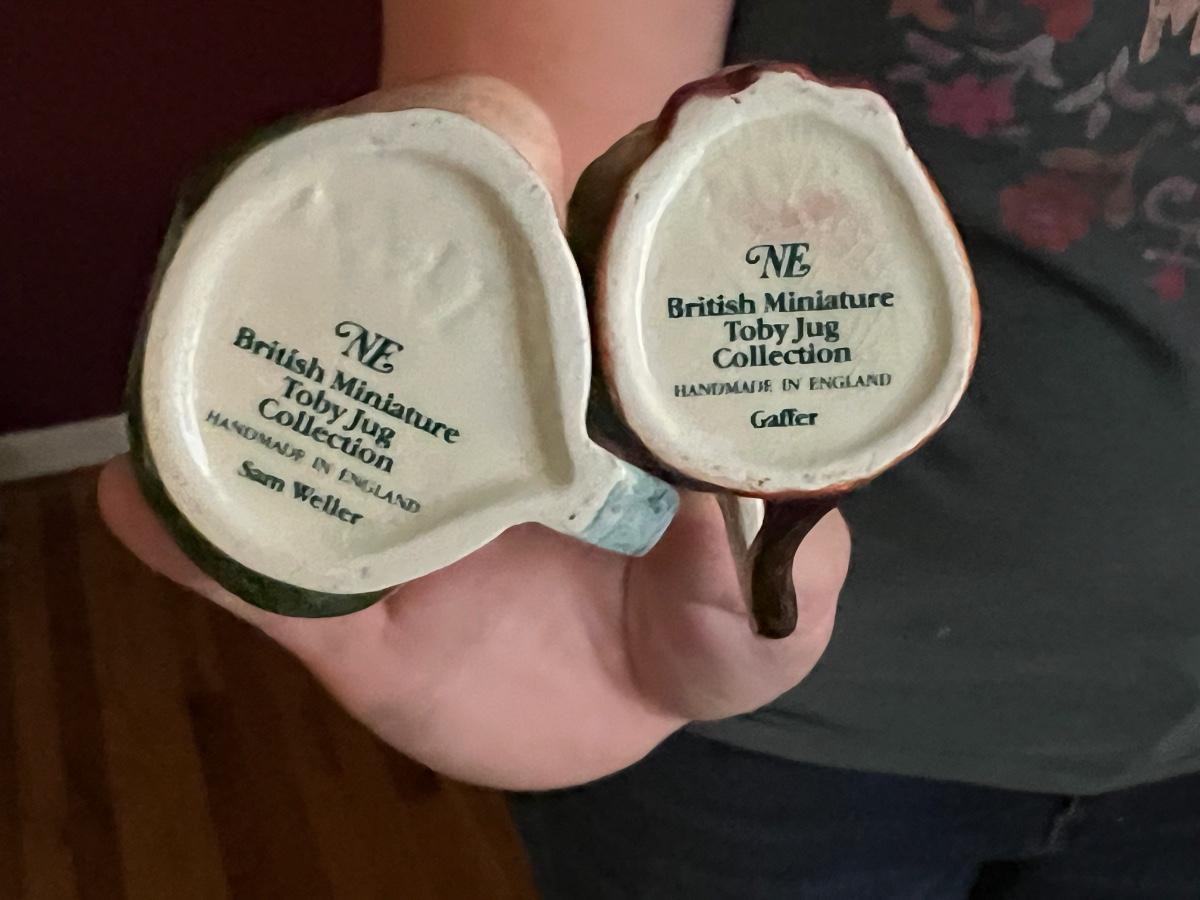 NE
British Miniature
Toby Jug
Collection
HANDMADE IN ENGLAND
Sam Weller
NE
British Miniature
Toby Jug
Collection
HANDMADE IN ENGLAND
Gaffer